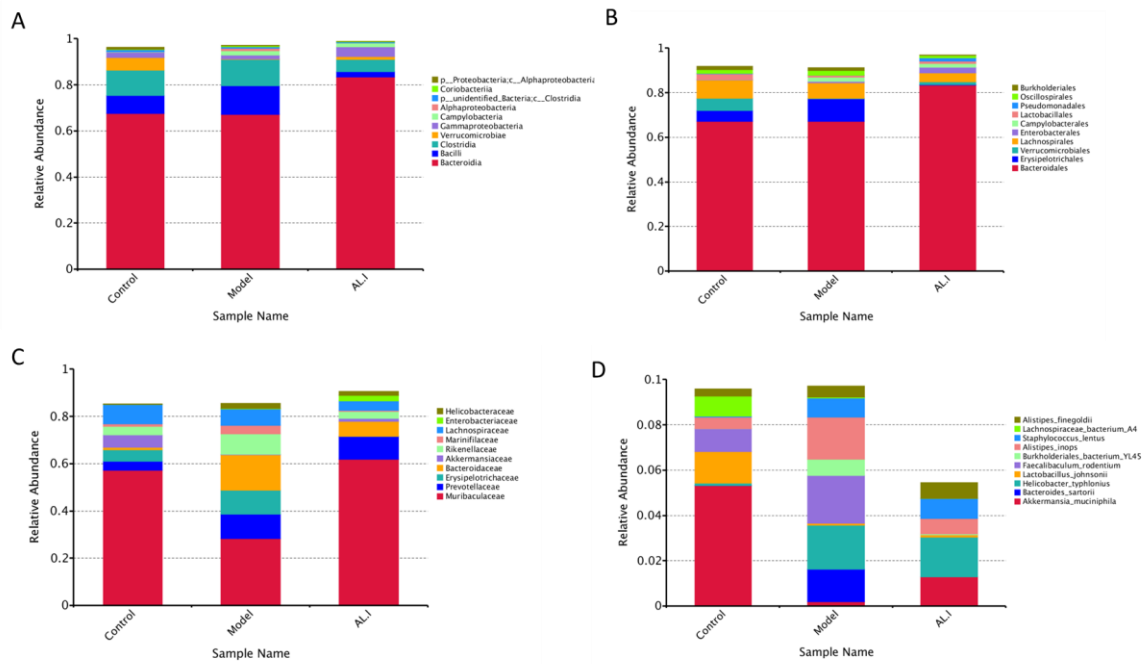 A
Relative Abundance
1
0.8
0.6
0.4
0.2
0
Control
Model
AL.I
Sample Name
p__Proteobacteria;c__Alphaproteobacteria
Coriobacteriia
p__unidentified_Bacteria;c__Clostridia
Alphaproteobacteria
Campylobacteria
Gammaproteobacteria
Verrucomicrobiae
Clostridia
Bacilli
Bacteroidia
B
Relative Abundance
1
0.8
0.6
0.4
0.2
0
Control
Model
AL.I
Sample Name
Burkholderiales
Oscillospirales
Pseudomonadales
Lactobacillales
Campylobacterales
Enterobacterales
Lachnospirales
Verrucomicrobiales
Erysipelotrichales
Bacteroidales
C
Relative Abundance
1
0.8
0.6
0.4
0.2
0
Control
Model
AL.I
Sample Name
Helicobacteraceae
Enterobacteriaceae
Lachnospiraceae
Marinifilaceae
Rikenellaceae
Akkermansiaceae
Bacteroidaceae
Erysipelotrichaceae
Prevotellaceae
Muribaculaceae
D
Relative Abundance
0.1
0.08
0.06
0.04
0.02
0
Control
Model
AL.I
Sample Name
Alistipes_finegoldii
Lachnospiraceae_bacterium_A4
Staphylococcus_lentus
Alistipes_inops
Burkholderiales_bacterium_YL45
Faecalibaculum_rodentium
Lactobacillus_johnsonii
Helicobacter_typhlonius
Bacteroides_sartorii
Akkermansia_muciniphila